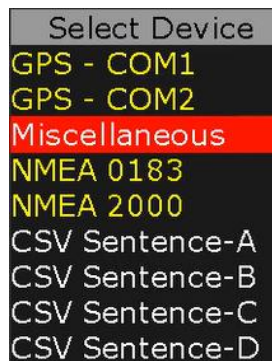 Select Device
GPS - COM1
GPS - COM2
Miscellaneous
NMEA 0183
NMEA 2000
CSV Sentence-A
CSV Sentence-B
CSV Sentence-C
CSV Sentence-D